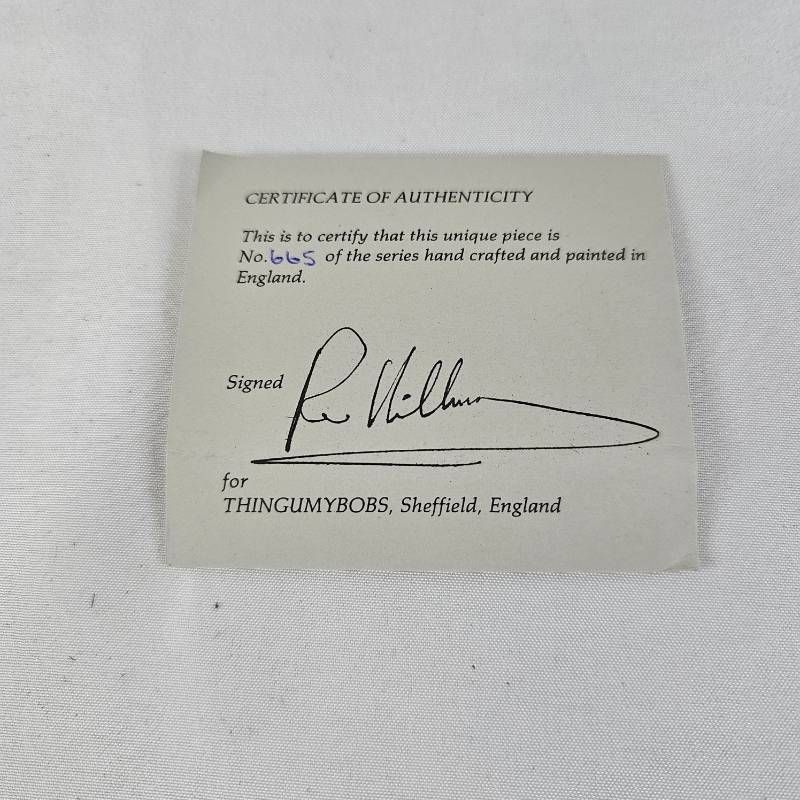 CERTIFICATE OF AUTHENTICITY
This is to certify that this unique piece is
No.665 of the series hand crafted and painted in
England.
Signed
for
THINGUMYBOBS, Sheffield, England